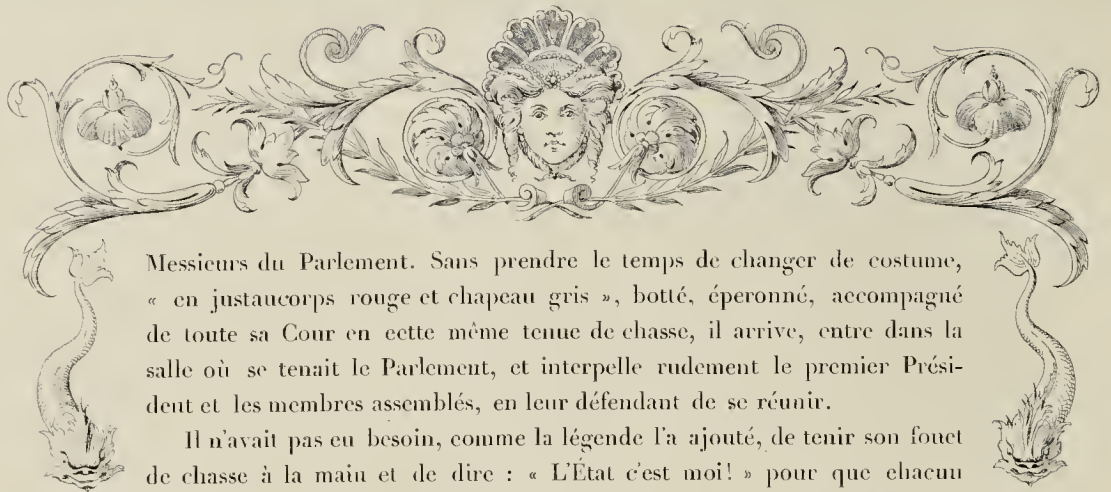 Messieurs du Parlement. Sans prendre le temps de changer de costume,
« en justaucorps rouge et chapeau gris », botté, éperonné, accompagné
de toute sa Cour en cette même tenue de chasse, il arrive, entre dans la
salle où se tenait le Parlement, et interpelle rudement le premier Prési-
dent et les membres assemblés, en leur défendant de se réunir.
Il n'avait pas eu besoin, comme la légende l'a ajouté, de tenir son fouet
de chasse à la main et de dire : « L'État c'est moi! » pour que chacun